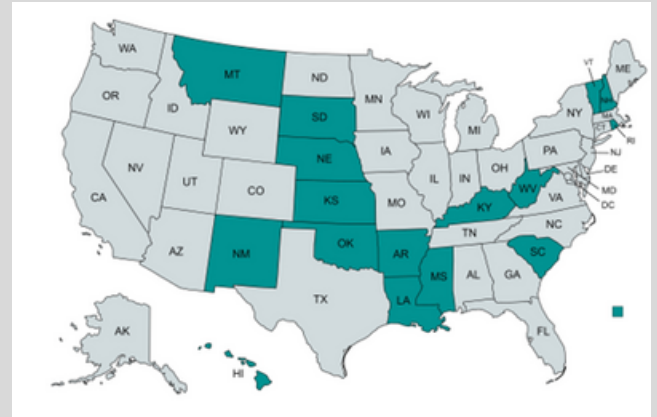 WA
MT
ND
MN
VT
ME
OR
ID
SD
WI
MI
NY
NH
MA
CT
RI
WY
NE
IA
PA
NJ
NV
UT
CO
IL
IN
OH
DE
MD
DC
CA
KS
MO
KY
WV
VA
AZ
NM
OK
AR
TN
NC
SC
TX
LA
MS
AL
GA
FL
AK
HI